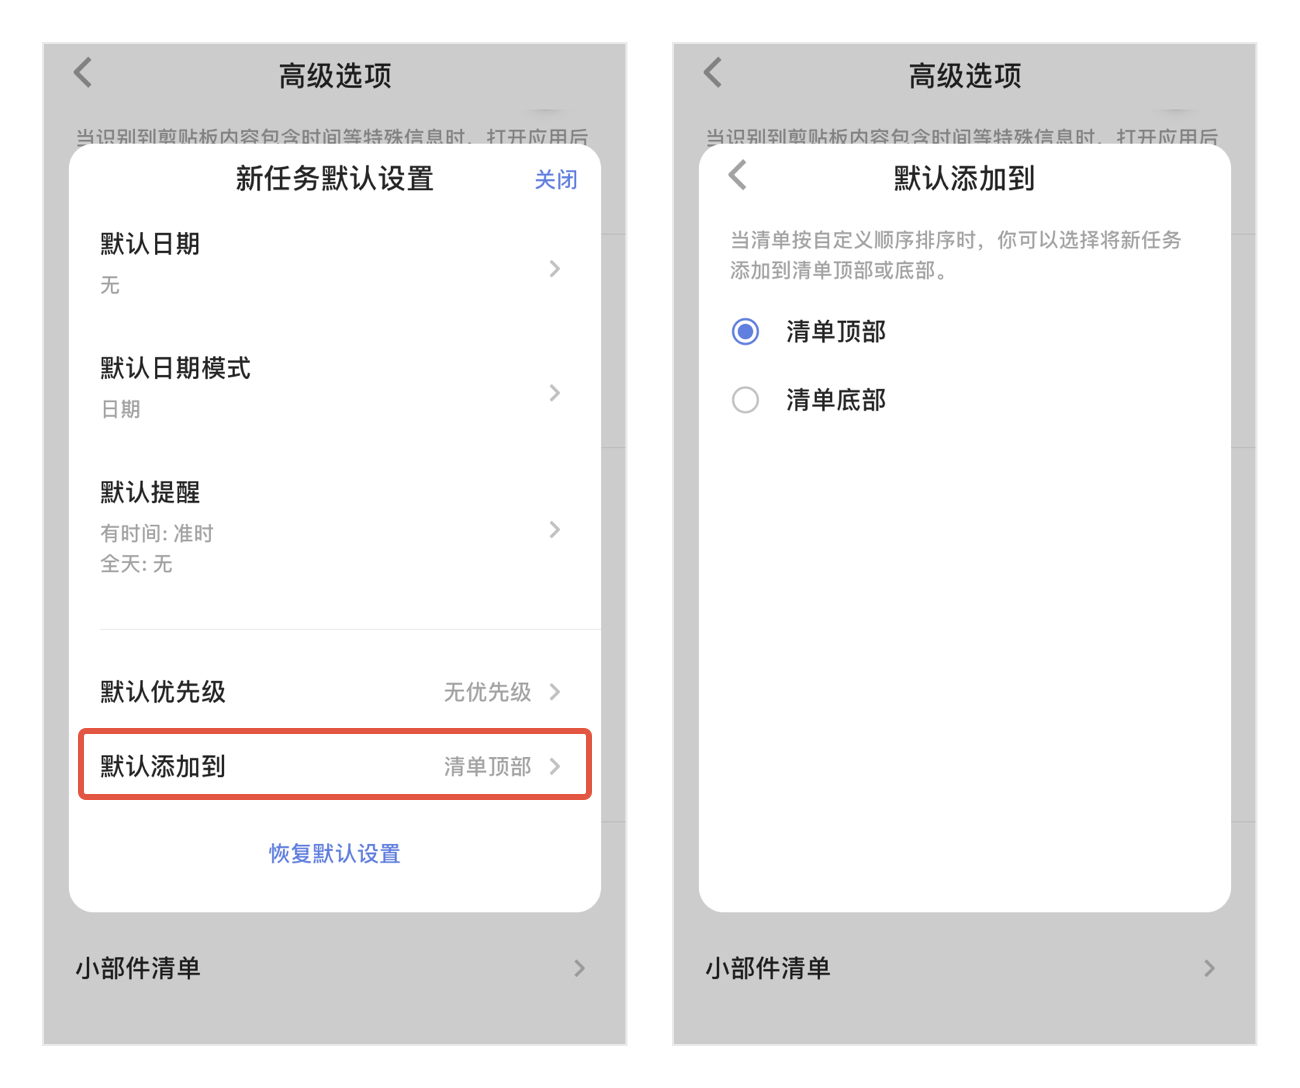 高级选项
当识别到剪贴板内容包含时间等特殊信息时，打开应用后
新任务默认设置
关闭
默认日期
无
默认日期模式
日期
默认提醒
有时间: 准时
全天: 无
默认优先级
无优先级
默认添加到
清单顶部
恢复默认设置
小部件清单
高级选项
当识别到剪贴板内容包含时间等特殊信息时，打开应用后
默认添加到
当清单按自定义顺序排序时，你可以选择将新任务
添加到清单顶部或底部。
清单顶部
清单底部
小部件清单